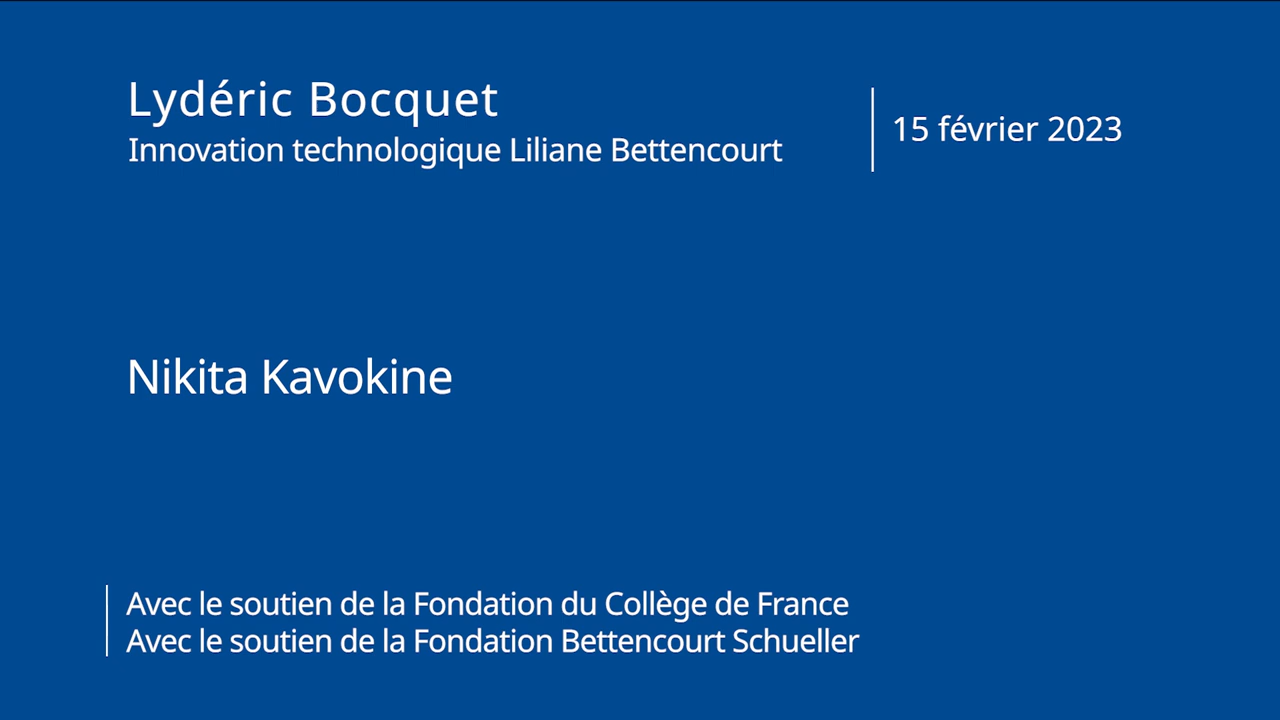 Lydéric Bocquet
Innovation technologique Liliane Bettencourt
15 février 2023
Nikita Kavokine
Avec le soutien de la Fondation du Collège de France
Avec le soutien de la Fondation Bettencourt Schueller